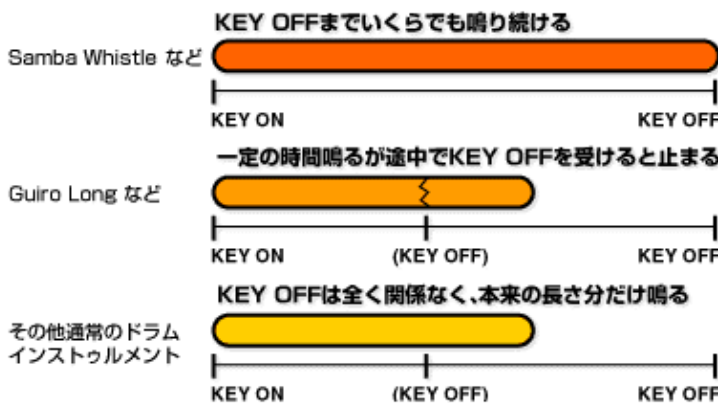 KEY OFFまでいくらでも鳴り続ける
Samba Whistle など
KEY ON KEY OFF
一定の時間鳴るが途中でKEY OFFを受けると止まる
Guiro Long など
KEY ON (KEY OFF) KEY OFF
KEY OFFは全く関係なく、本来の長さ分だけ鳴る
その他通常のドラム
インストゥルメント
KEY ON (KEY OFF) KEY OFF